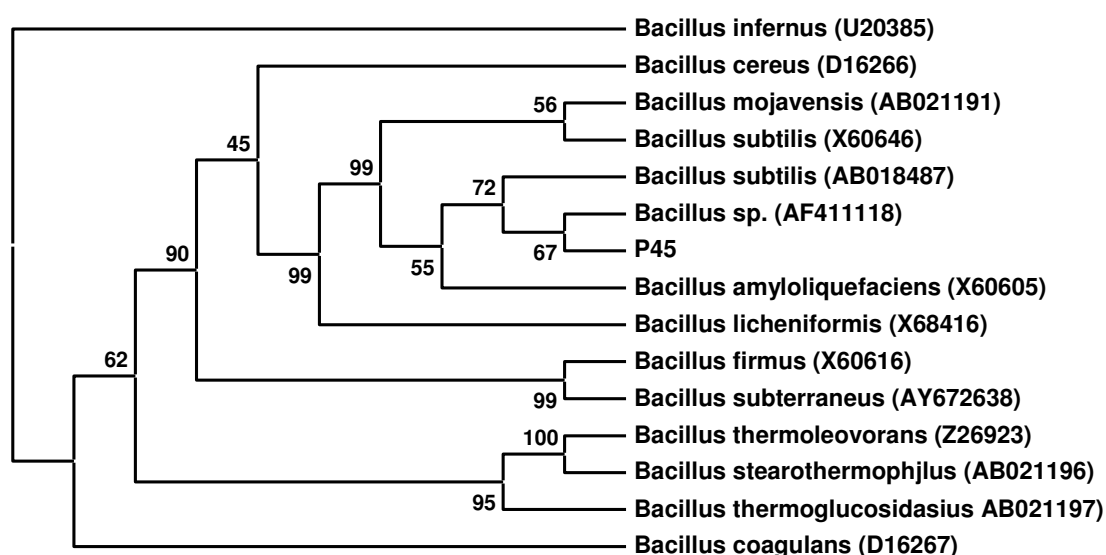 Bacillus infernus (U20385)
Bacillus cereus (D16266)
56
Bacillus mojavensis (AB021191)
Bacillus subtilis (X60646)
45
99
72
Bacillus subtilis (AB018487)
Bacillus sp. (AF411118)
67
P45
90
99
55
Bacillus amyloliquefaciens (X60605)
Bacillus licheniformis (X68416)
62
Bacillus firmus (X60616)
99
Bacillus subterraneus (AY672638)
100
Bacillus thermoleovorans (Z26923)
Bacillus stearothermophjlus (AB021196)
95
Bacillus thermoglucosidasius AB021197)
Bacillus coagulans (D16267)